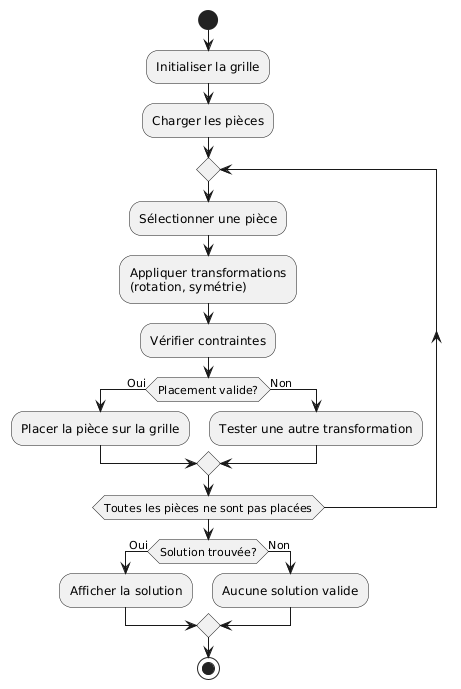 Initialiser la grille
Charger les pièces
Sélectionner une pièce
Appliquer transformations
(rotation, symétrie)
Vérifier contraintes
Oui
Placement valide?
Non
Placer la pièce sur la grille
Tester une autre transformation
Toutes les pièces ne sont pas placées
Oui
Solution trouvée?
Non
Afficher la solution
Aucune solution valide